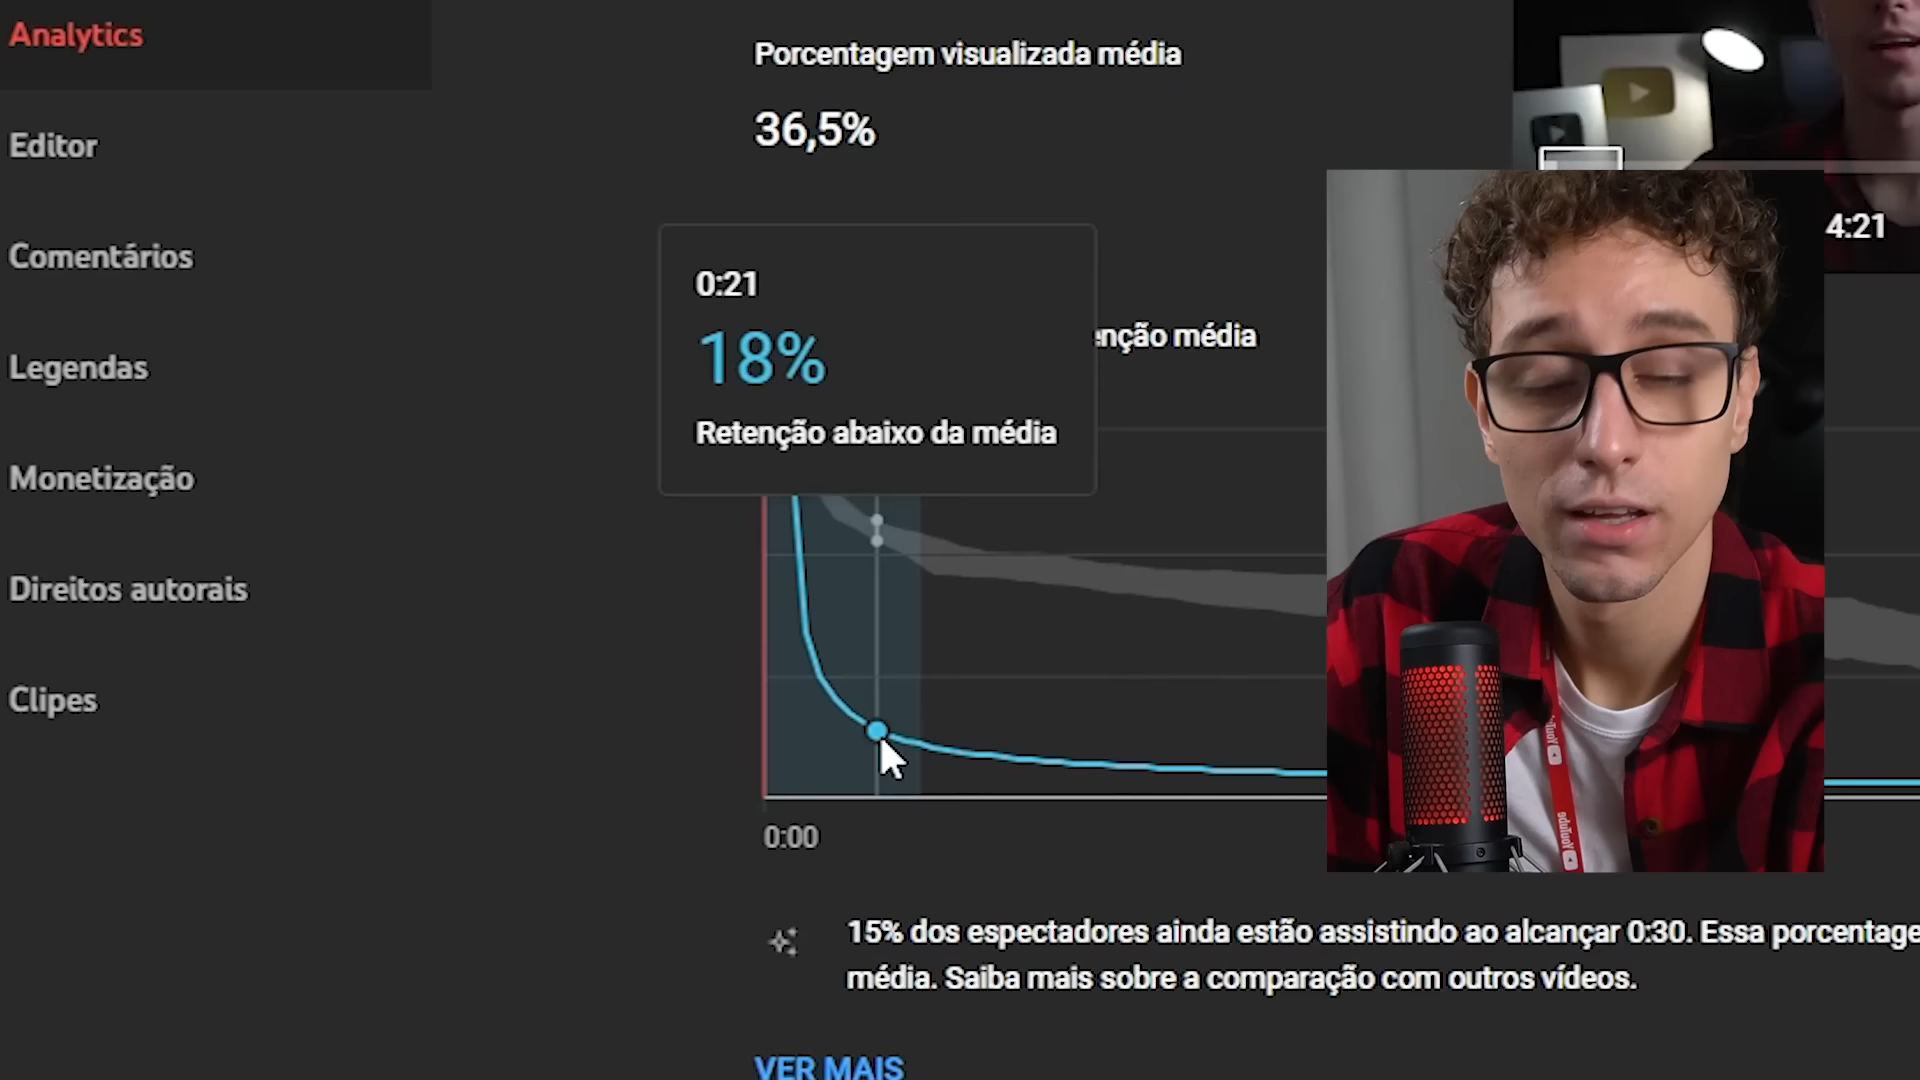 Analytics
Editor
Comentários
Legendas
Monetização
Direitos autorais
Clipes
Porcentagem visualizada média
36,5%
0:21
18%
Retenção abaixo da média
média
4:21
0:00
15% dos espectadores ainda estão assistindo ao alcançar 0:30. Essa
média. Saiba mais sobre a comparação com outros vídeos.
VER MAIS
YouTube